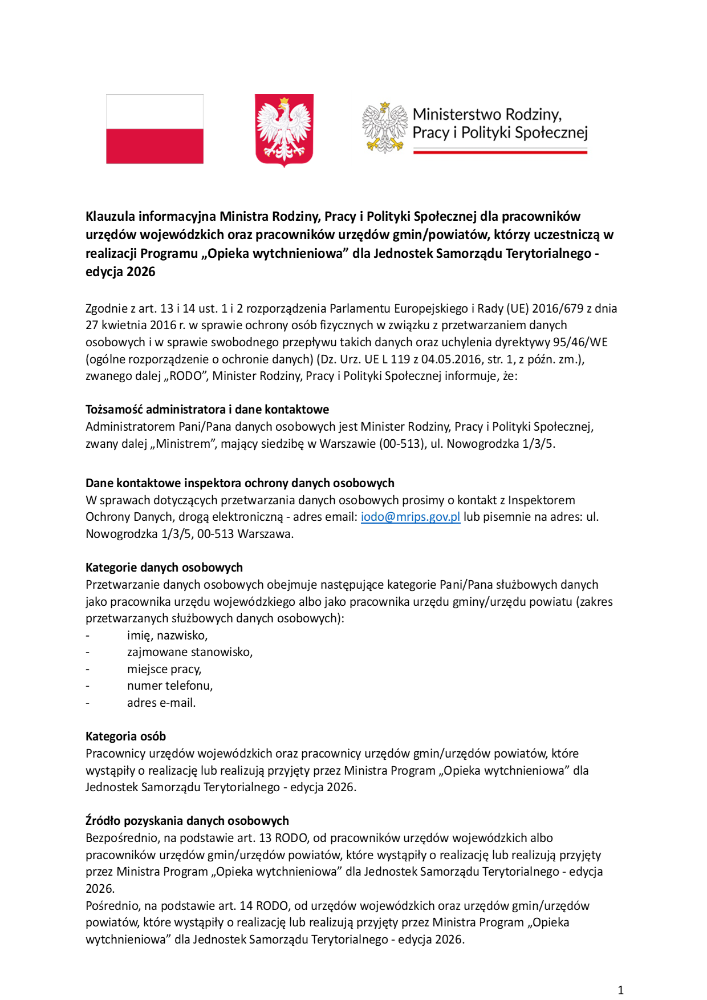 Ministerstwo Rodziny,
Pracy i Polityki Społecznej
Klauzula informacyjna Ministra Rodziny, Pracy i Polityki Społecznej dla pracowników
urzędów wojewódzkich oraz pracowników urzędów gmin/powiatów, którzy uczestniczą w
realizacji Programu „Opieka wytchnieniowa” dla Jednostek Samorządu Terytorialnego -
edycja 2026
Zgodnie z art. 13 i 14 ust. 1 i 2 rozporządzenia Parlamentu Europejskiego i Rady (UE) 2016/679 z dnia
27 kwietnia 2016 r. w sprawie ochrony osób fizycznych w związku z przetwarzaniem danych
osobowych i w sprawie swobodnego przepływu takich danych oraz uchylenia dyrektywy 95/46/WE
(ogólne rozporządzenie o ochronie danych) (Dz. Urz. UE L 119 z 04.05.2016, str. 1, z późn. zm.),
zwanego dalej „RODO”, Minister Rodziny, Pracy i Polityki Społecznej informuje, że:
Tożsamość administratora i dane kontaktowe
Administratorem Pani/Pana danych osobowych jest Minister Rodziny, Pracy i Polityki Społecznej,
zwany dalej „Ministrem”, mający siedzibę w Warszawie (00-513), ul. Nowogrodzka 1/3/5.
Dane kontaktowe inspektora ochrony danych osobowych
W sprawach dotyczących przetwarzania danych osobowych prosimy o kontakt z Inspektorem
Ochrony Danych, drogą elektroniczną - adres email: iodo@mrips.gov.pl lub pisemnie na adres: ul.
Nowogrodzka 1/3/5, 00-513 Warszawa.
Kategorie danych osobowych
Przetwarzanie danych osobowych obejmuje następujące kategorie Pani/Pana służbowych danych
jako pracownika urzędu wojewódzkiego albo jako pracownika urzędu gminy/urzędu powiatu (zakres
przetwarzanych służbowych danych osobowych):
- imię, nazwisko,
- zajmowane stanowisko,
- miejsce pracy,
- numer telefonu,
- adres e-mail.
Kategoria osób
Pracownicy urzędów wojewódzkich oraz pracownicy urzędów gmin/urzędów powiatów, które
wystąpiły o realizację lub realizują przyjęty przez Ministra Program „Opieka wytchnieniowa” dla
Jednostek Samorządu Terytorialnego - edycja 2026.
Źródło pozyskania danych osobowych
Bezpośrednio, na podstawie art. 13 RODO, od pracowników urzędów wojewódzkich albo
pracowników urzędów gmin/urzędów powiatów, które wystąpiły o realizację lub realizują przyjęty
przez Ministra Program „Opieka wytchnieniowa” dla Jednostek Samorządu Terytorialnego - edycja
2026.
Pośrednio, na podstawie art. 14 RODO, od urzędów wojewódzkich oraz urzędów gmin/urzędów
powiatów, które wystąpiły o realizację lub realizują przyjęty przez Ministra Program „Opieka
wytchnieniowa” dla Jednostek Samorządu Terytorialnego - edycja 2026.
1